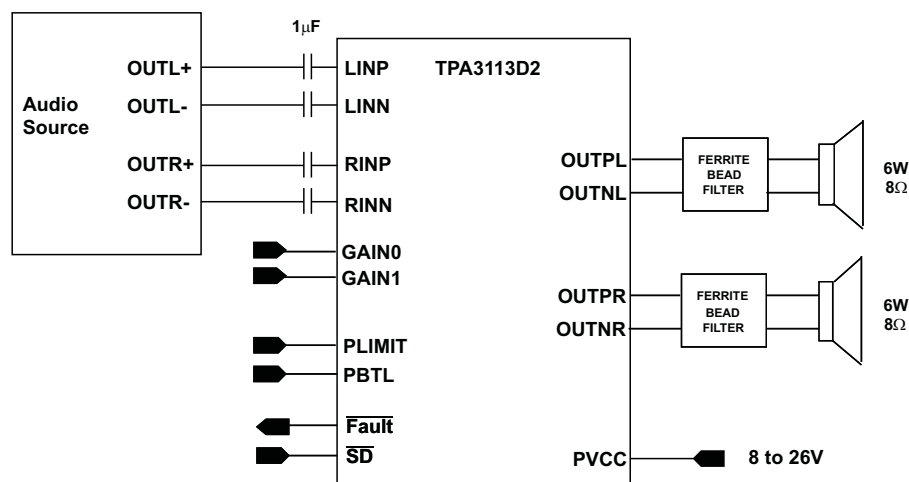 1μF
OUTL+
LINP
TPA3113D2
Audio
Source
OUTL-
LINN
OUTR+
RINP
OUTR-
RINN
GAIN0
GAIN1
PLIMIT
PBTL
Fault
SD
OUTPL
OUTNL
FERRITE
BEAD
FILTER
6W
8Ω
OUTPR
OUTNR
FERRITE
BEAD
FILTER
6W
8Ω
PVCC
8 to 26V